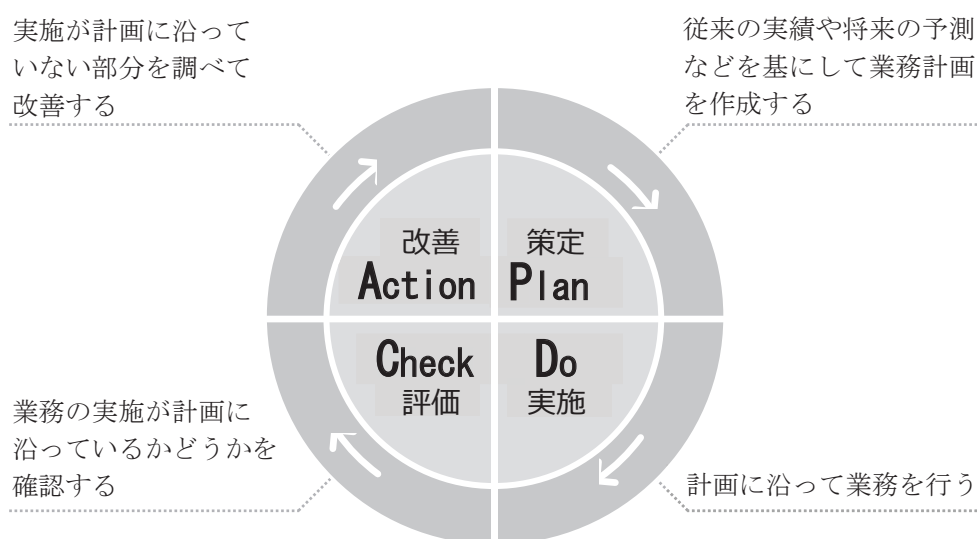 実施が計画に沿って
いない部分を調べて
改善する
従来の実績や将来の予測
などを基にして業務計画
を作成する
改善
Action
策定
Plan
Check
評価
Do
実施
業務の実施が計画に
沿っているかどうかを
確認する
計画に沿って業務を行う